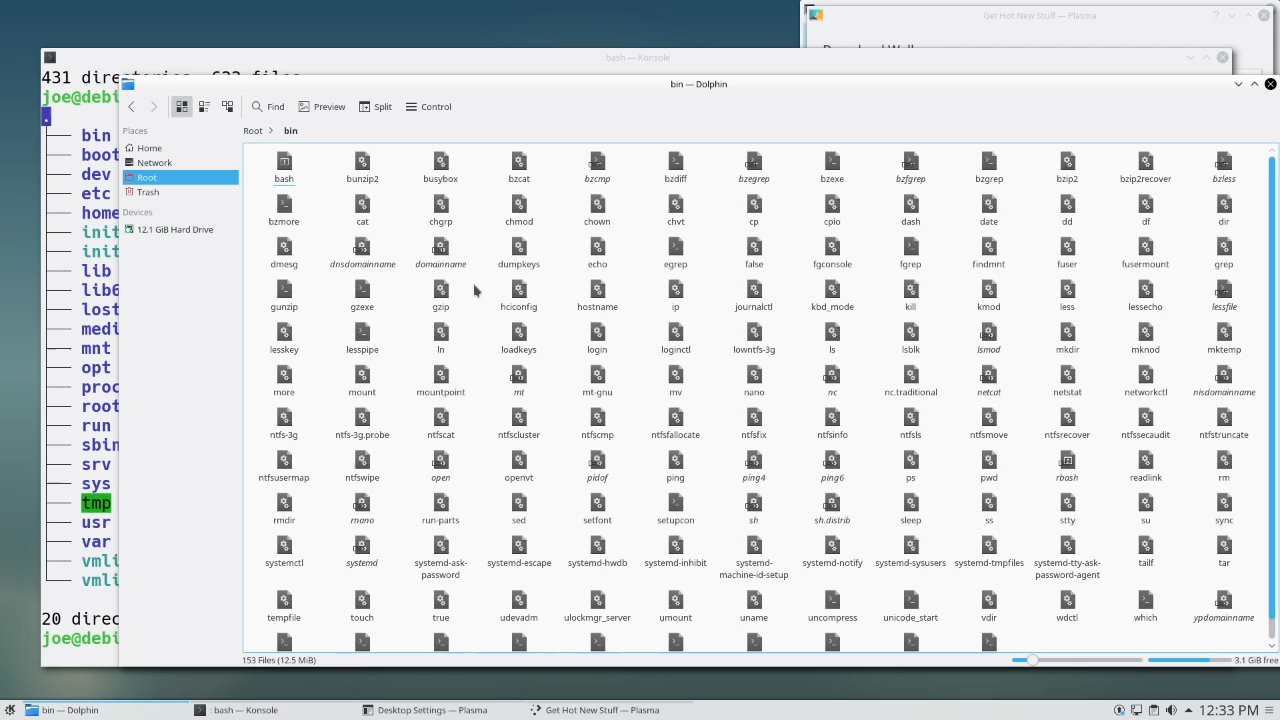 Get Hot New Stuff — Plasma
: bash — Konsole
431 directories, 622 files
joe@debi
.
bin
boot
dev
etc
home
init
init
lib
lib6
lost
medi
mnt
opt
proc
root
run
sbin
srv
sys
tmp
usr
var
vmli
vmli
20 direc
joe@debi
bin — Dolphin
Find Preview Split Control
Places
Home
Network
Root
Trash
Devices
12.1 GiB Hard Drive
Root > bin
bash bunzip2 busybox bzcat bzcmp bzdiff bzegrep bzexe bzfgrep bzgrep bzip2 bzip2recover bzless
bzmore cat chgrp chmod chown chvt cp cpio dash date dd df dir
dmesg dnsdomainname domainname dumpkeys echo egrep false fgconsole fgrep findmnt fuser fusermount grep
gunzip gzexe gzip hciconfig hostname ip journalctl kbd_mode kill kmod less lessecho lessfile
lesskey lesspipe ln loadkeys login loginctl lowntfs-3g ls lsblk lsmod mkdir mknod mktemp
more mount mountpoint mt mt-gnu mv nano nc nc.traditional netcat netstat networkctl nisdomainname
ntfs-3g ntfs-3g.probe ntfscat ntfscluster ntfscmp ntfsfallocate ntfsfix ntfsinfo ntfsls ntfsmove ntfsrecover ntfssecaudit ntfstruncate
ntfsusermap ntfswipe open openvt pidof ping ping4 ping6 ps pwd rbash readlink rm
rmdir rnano run-parts sed setfont setupcon sh sh.distrib sleep ss stty su sync
systemctl systemd systemd-ask-password systemd-escape systemd-hwdb systemd-inhibit systemd-machine-id-setup systemd-notify systemd-sysusers systemd-tmpfiles systemd-tty-ask-password-agent tailf tar
tempfile touch true udevadm ulockmgr_server umount uname uncompress unicode_start vdir wdctl which ypdomainname
153 Files (12.5 MiB)
3.1 GiB free
bin — Dolphin
: bash — Konsole
Desktop Settings — Plasma
Get Hot New Stuff — Plasma
12:33 PM